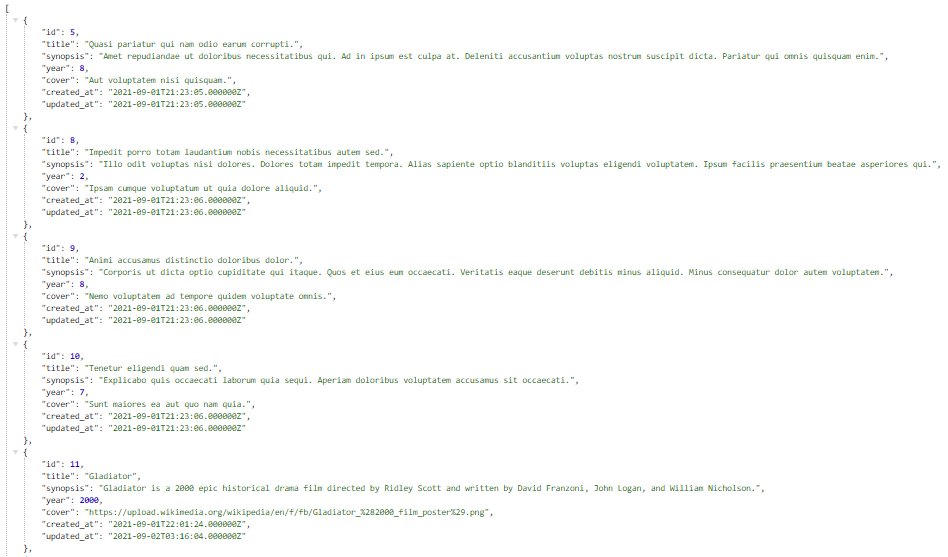 [
{
"id": 5,
"title": "Quasi pariatur qui nam odio earum corrupti.",
"synopsis": "Amet repudiandae ut doloribus necessitatibus qui. Ad in ipsum est culpa at. Deleniti accusantium voluptas nostrum suscipit dicta. Pariatur qui omnis quisquam enim.",
"year": 8,
"cover": "Aut voluptatem nisi quisquam.",
"created_at": "2021-09-01T21:23:05.000000Z",
"updated_at": "2021-09-01T21:23:05.000000Z"
},
{
"id": 8,
"title": "Impedit porro totam laudantium nobis necessitatibus autem sed.",
"synopsis": "Illo odit voluptas nisi dolores. Dolores totam impedit tempora. Alias sapiente optio blanditiis voluptas eligendi voluptatem. Ipsum facilis praesentium beatae asperiores qui.",
"year": 2,
"cover": "Ipsam cumque voluptatum ut quia dolore aliquid.",
"created_at": "2021-09-01T21:23:06.000000Z",
"updated_at": "2021-09-01T21:23:06.000000Z"
},
{
"id": 9,
"title": "Animi accusamus distinctio doloribus dolor.",
"synopsis": "Corporis ut dicta optio cupiditate qui itaque. Quos et eius eum occaecati. Veritatis eaque deserunt debitis minus aliquid. Minus consequatur dolor autem voluptatem.",
"year": 8,
"cover": "Nemo voluptatem ad tempore quidem voluptate omnis.",
"created_at": "2021-09-01T21:23:06.000000Z",
"updated_at": "2021-09-01T21:23:06.000000Z"
},
{
"id": 10,
"title": "Tenetur eligendi quam sed.",
"synopsis": "Explicabo quis occaecati laborum quia sequi. Aperiam doloribus voluptatem accusamus sit occaecati.",
"year": 7,
"cover": "Sunt maiores ea aut quo nam quia.",
"created_at": "2021-09-01T21:23:06.000000Z",
"updated_at": "2021-09-01T21:23:06.000000Z"
},
{
"id": 11,
"title": "Gladiator",
"synopsis": "Gladiator is a 2000 epic historical drama film directed by Ridley Scott and written by David Franzoni, John Logan, and William Nicholson.",
"year": 2000,
"cover": "https://upload.wikimedia.org/wikipedia/en/f/fb/Gladiator_%282000_film_poster%29.png",
"created_at": "2021-09-01T22:01:24.000000Z",
"updated_at": "2021-09-02T03:16:04.000000Z"
},